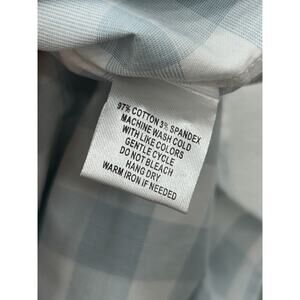 97% COTTON 3% SPANDEX
MACHINE WASH COLD
WITH LIKE COLORS
GENTLE CYCLE
DO NOT BLEACH
HANG DRY
WARM IRON IF NEEDED